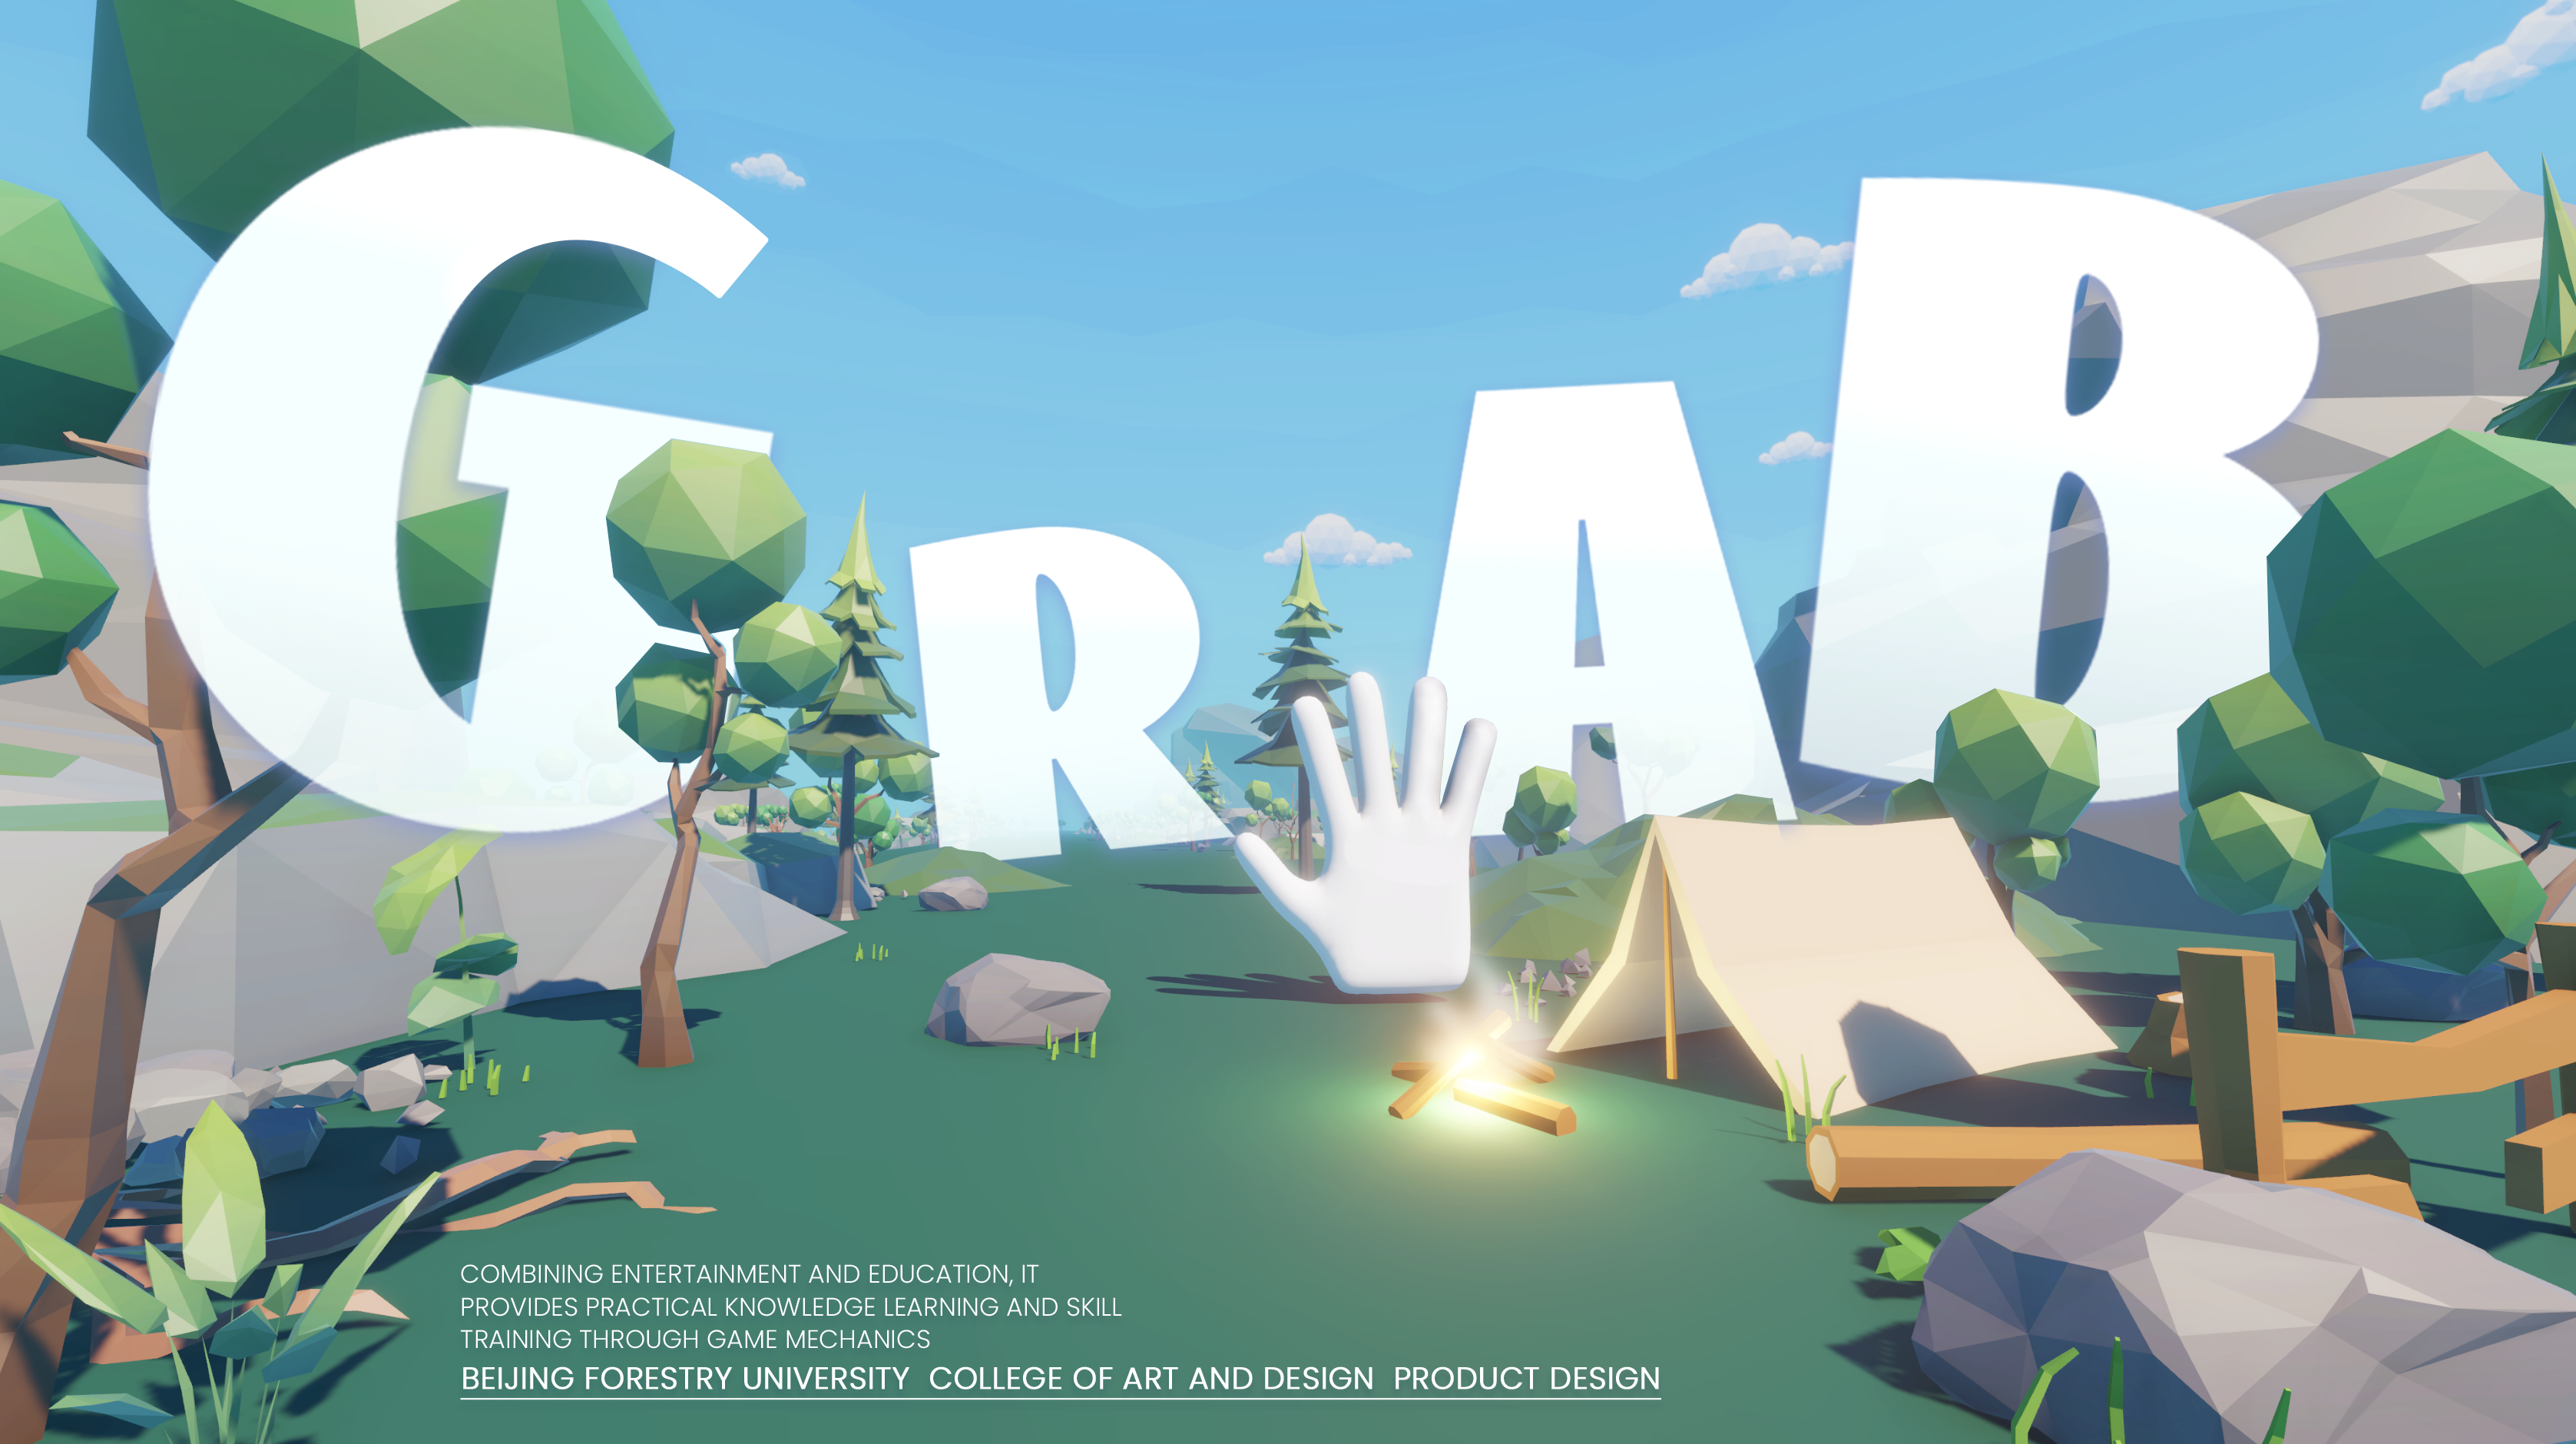 GRAB
COMBINING ENTERTAINMENT AND EDUCATION, IT
PROVIDES PRACTICAL KNOWLEDGE LEARNING AND SKILL
TRAINING THROUGH GAME MECHANICS
BEIJING FORESTRY UNIVERSITY  COLLEGE OF ART AND DESIGN  PRODUCT DESIGN